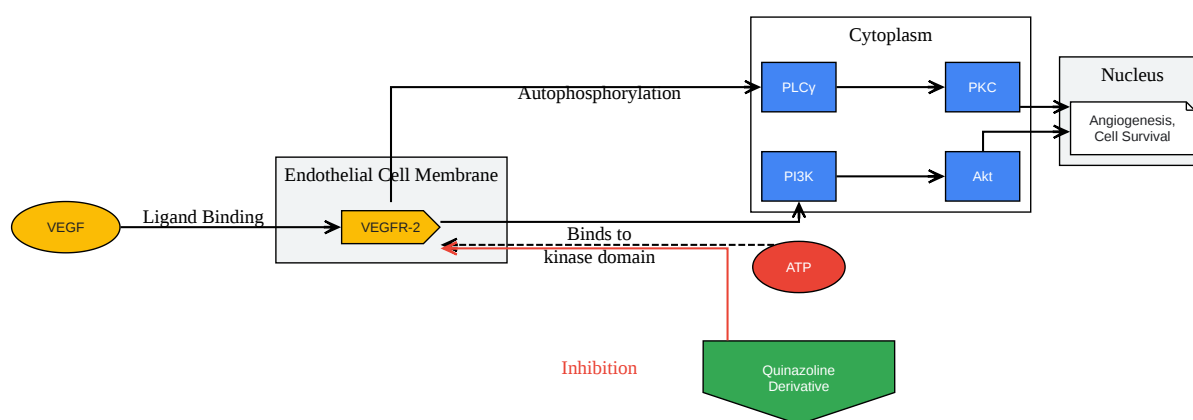 Cytoplasm
Nucleus
PLCγ
PKC
Autophosphorylation
Angiogenesis,
Cell Survival
Endothelial Cell Membrane
PI3K
Akt
VEGF
Ligand Binding
VEGFR-2
Binds to
kinase domain
ATP
Inhibition
Quinazoline
Derivative